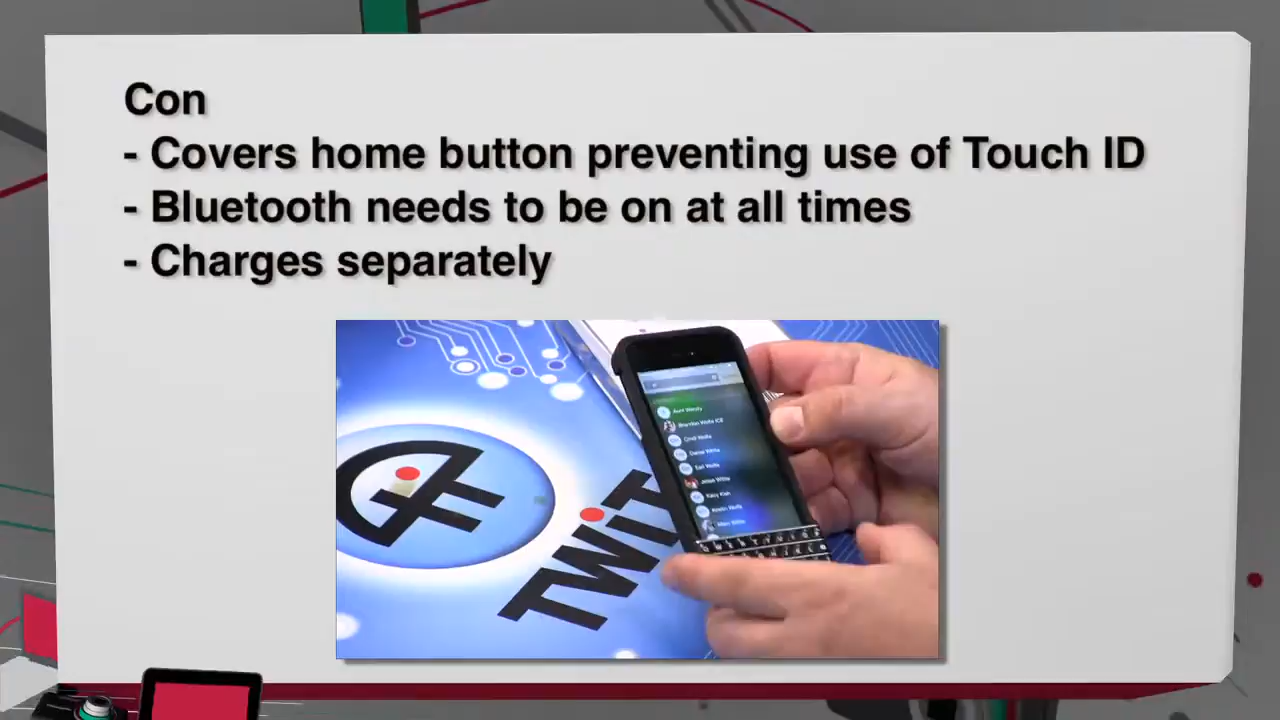 Con
- Covers home button preventing use of Touch ID
- Bluetooth needs to be on at all times
- Charges separately
TWiT